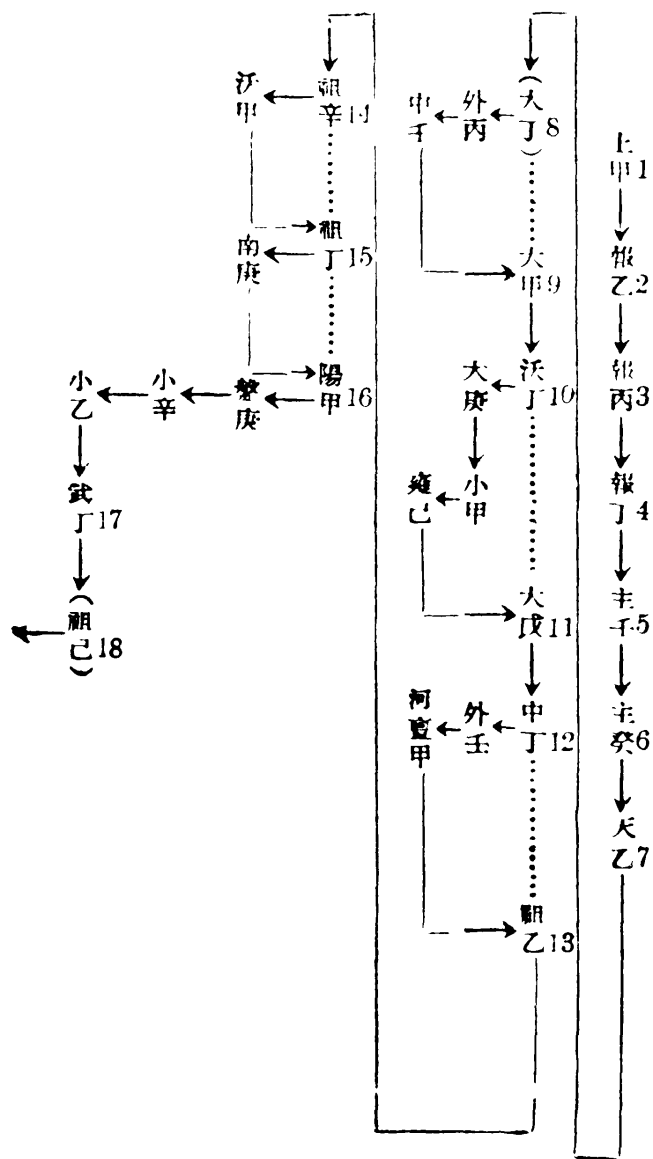 上甲1
報乙2
報丙3
報丁4
主壬5
主癸6
大乙7
(大丁)8
外丙
中壬
大甲9
沃丁10
大庚
小甲
雍己
大戊11
中丁12
外壬
河亶甲
祖乙13
祖辛14
沃甲
祖丁15
南庚
陽甲16
盤庚
小辛
小乙
武丁17
(祖己)18